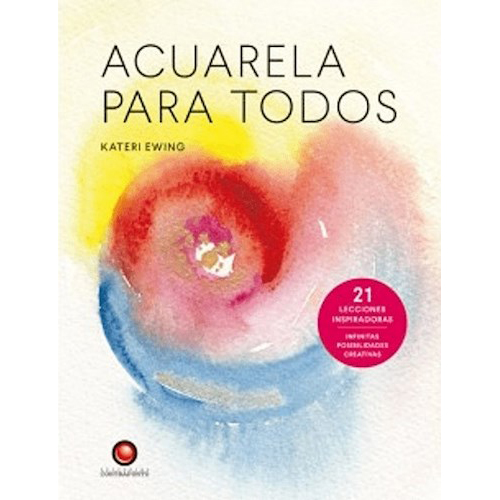 ACUARELA
PARA TODOS
KATERI EWING
21
LECCIONES
INSPIRADORAS
INFINITAS
POSIBILIDADES
CREATIVAS